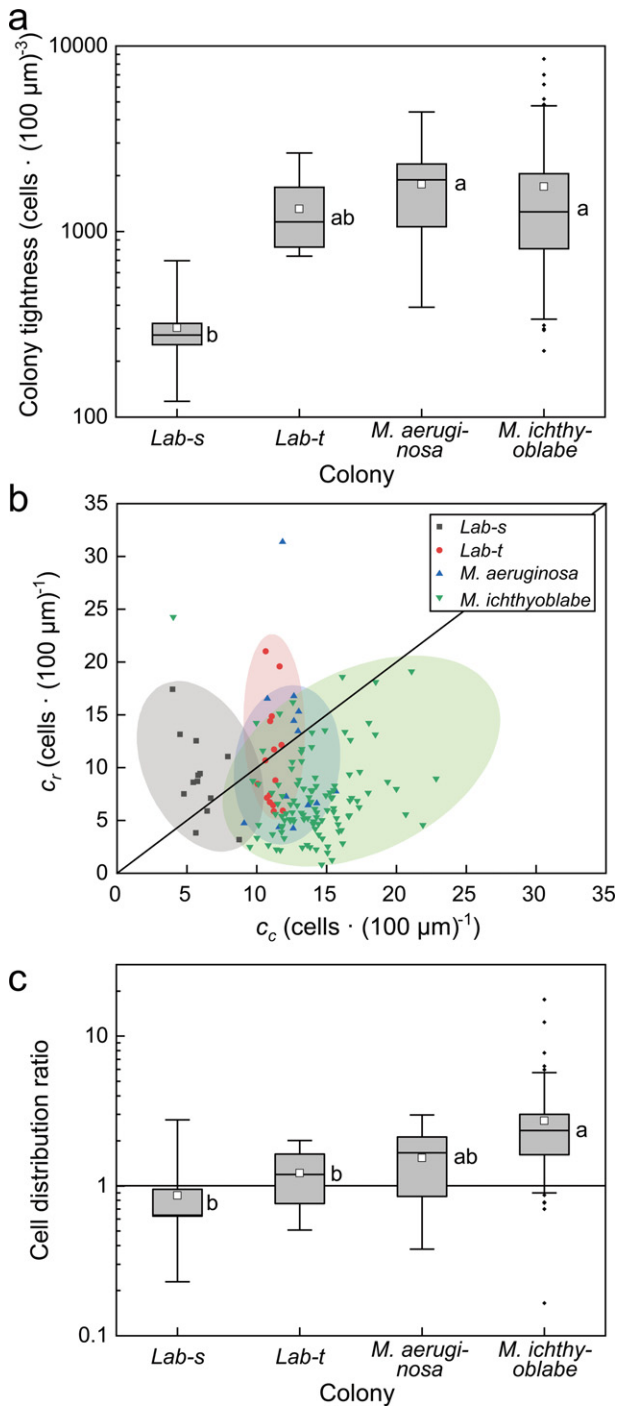 a
10000
1000
100
Colony tightness (cells · (100 µm)⁻³)
b
ab
a
a
Lab-s Lab-t M. aerugi-nosa M. ichthy-oblabe
Colony
b
35
30
25
20
15
10
5
0
cᵣ (cells · (100 µm)⁻¹)
Lab-s
Lab-t
M. aeruginosa
M. ichthyoblabe
0 5 10 15 20 25 30 35
c_c (cells · (100 µm)⁻¹)
c
10
1
0.1
Cell distribution ratio
b
b
ab
a
Lab-s Lab-t M. aerugi-nosa M. ichthy-oblabe
Colony